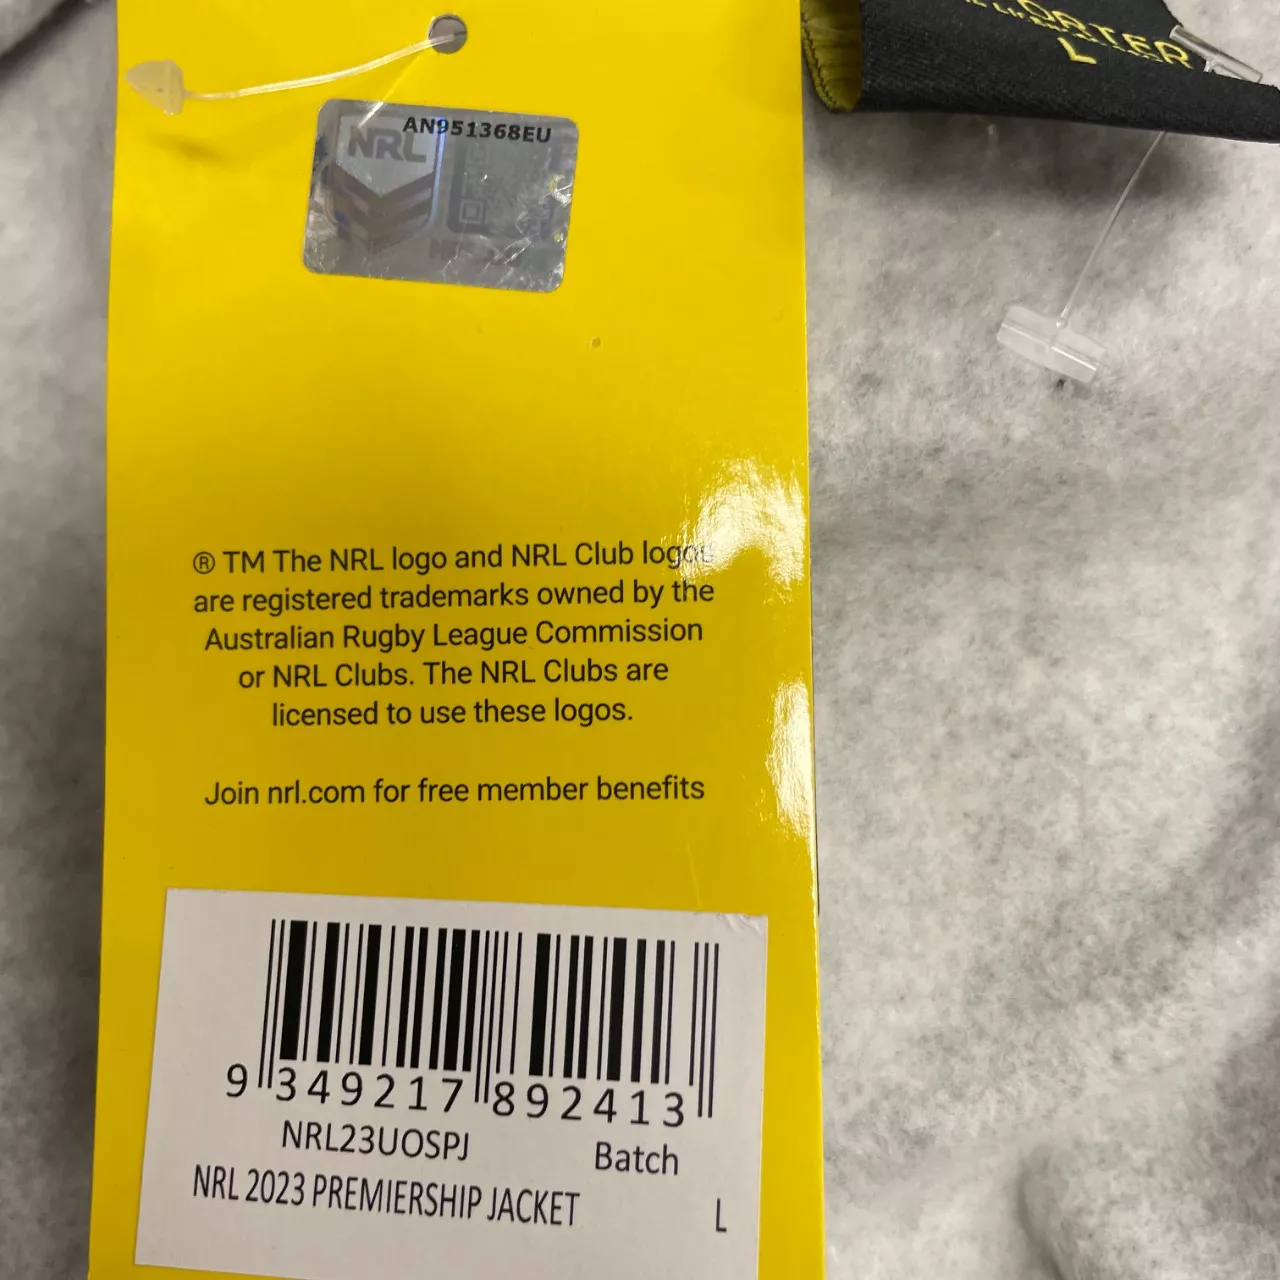 L
AN951368EU
NRL
® TM The NRL logo and NRL Club logos
are registered trademarks owned by the
Australian Rugby League Commission
or NRL Clubs. The NRL Clubs are
licensed to use these logos.
Join nrl.com for free member benefits
9 349217 892413
NRL23UOSPJ
Batch
NRL 2023 PREMIERSHIP JACKET
L